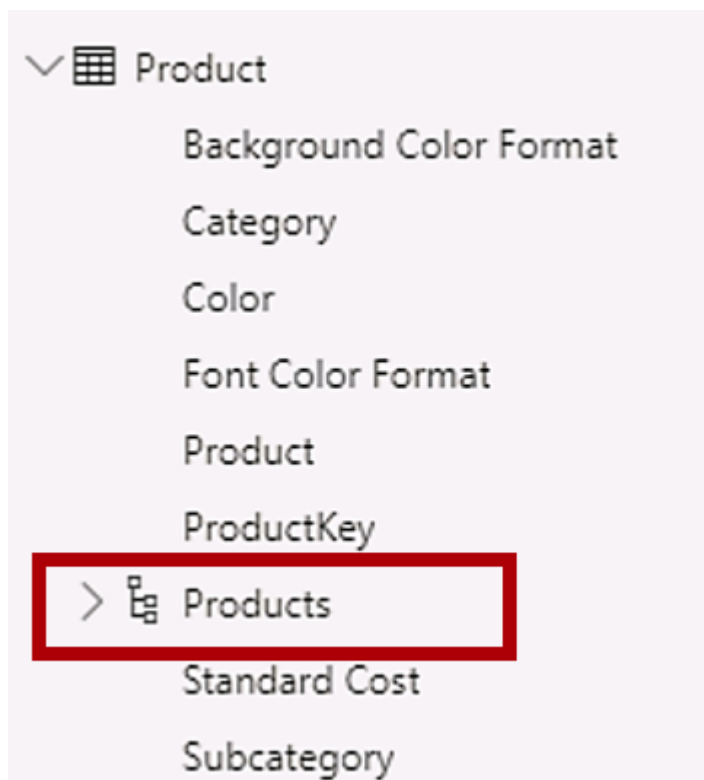 Product
Background Color Format
Category
Color
Font Color Format
Product
ProductKey
Products
Standard Cost
Subcategory